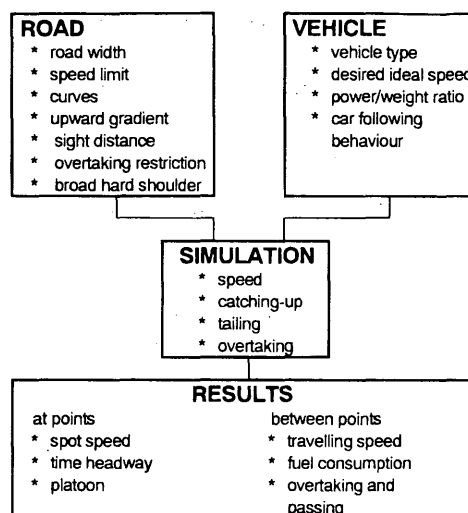 ROAD
* road width
* speed limit
* curves
* upward gradient
* sight distance
* overtaking restriction
* broad hard shoulder
VEHICLE
* vehicle type
* desired ideal speed
* power/weight ratio
* car following
behaviour
SIMULATION
* speed
* catching-up
* tailing
* overtaking
RESULTS
at points
* spot speed
* time headway
* platoon
between points
* travelling speed
* fuel consumption
* overtaking and
passing